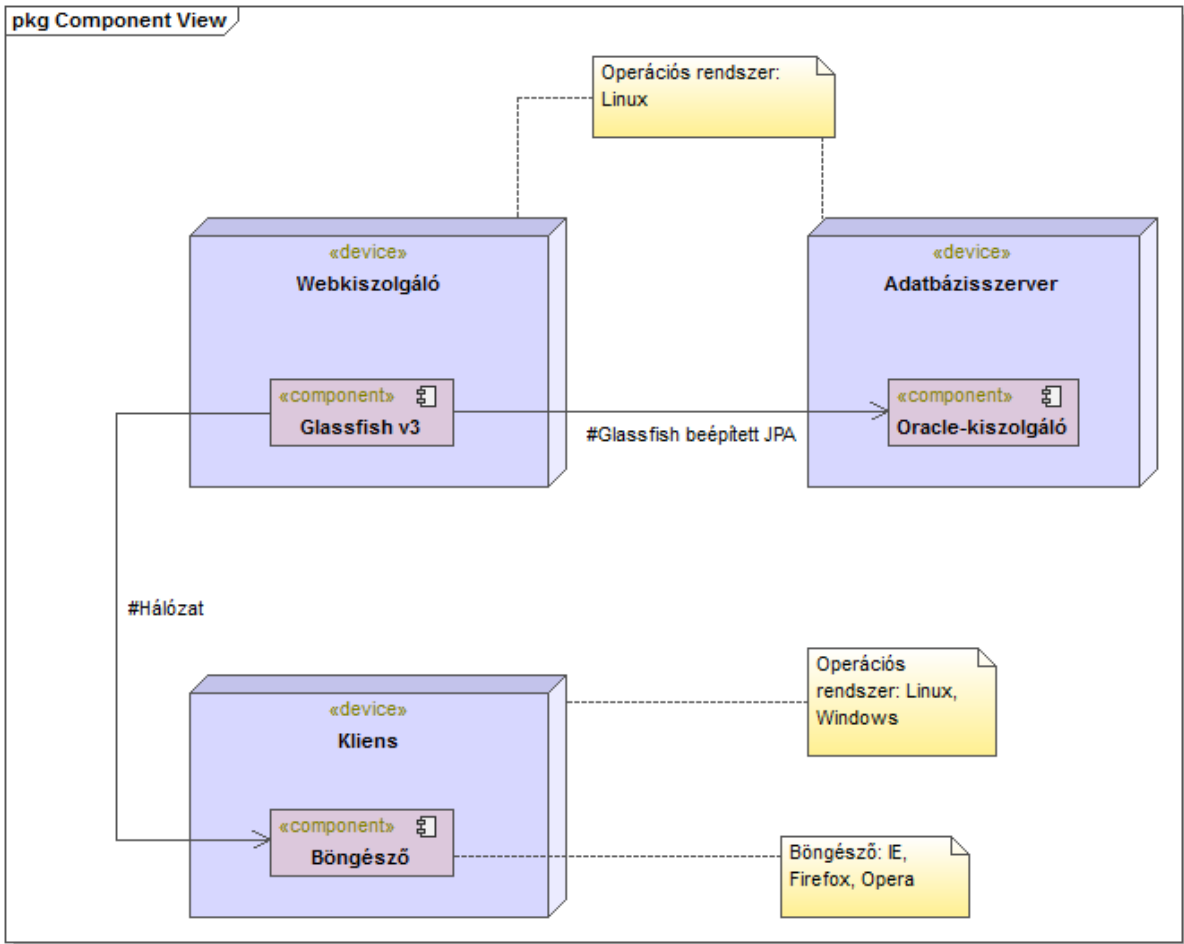 pkg Component View
Operációs rendszer:
Linux
«device»
Webkiszolgáló
«device»
Adatbázisszerver
«component»
Glassfish v3
#Glassfish beépített JPA
«component»
Oracle-kiszolgáló
#Hálózat
«device»
Kliens
Operációs
rendszer: Linux,
Windows
«component»
Böngésző
Böngésző: IE,
Firefox, Opera